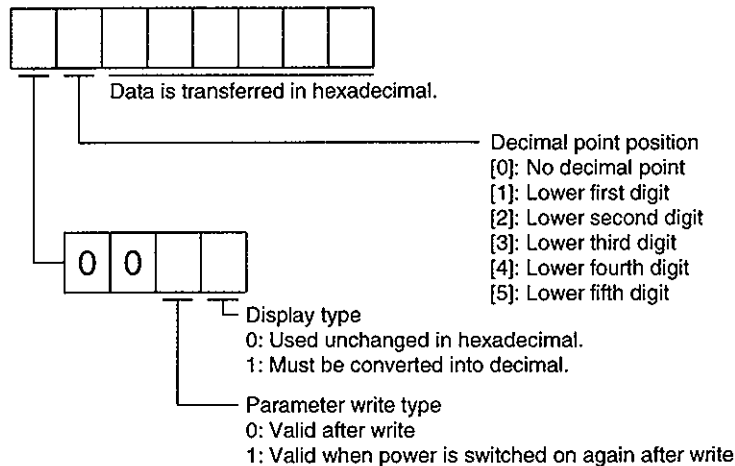 Data is transferred in hexadecimal.
Decimal point position
[0]: No decimal point
[1]: Lower first digit
[2]: Lower second digit
[3]: Lower third digit
[4]: Lower fourth digit
[5]: Lower fifth digit
0 0
Display type
0: Used unchanged in hexadecimal.
1: Must be converted into decimal.
Parameter write type
0: Valid after write
1: Valid when power is switched on again after write